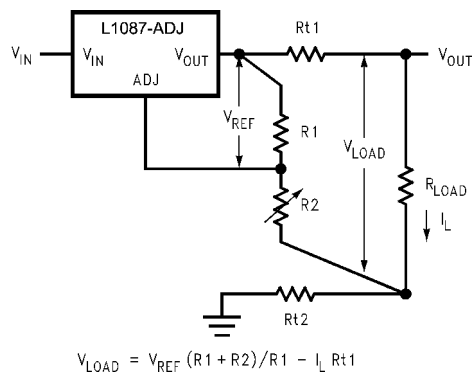 L1087-ADJ
V_IN
V_IN
V_OUT
ADJ
Rt1
V_OUT
V_REF
R1
V_LOAD
R2
R_LOAD
I_L
Rt2
V_LOAD = V_REF (R1 + R2)/R1 - I_L Rt1